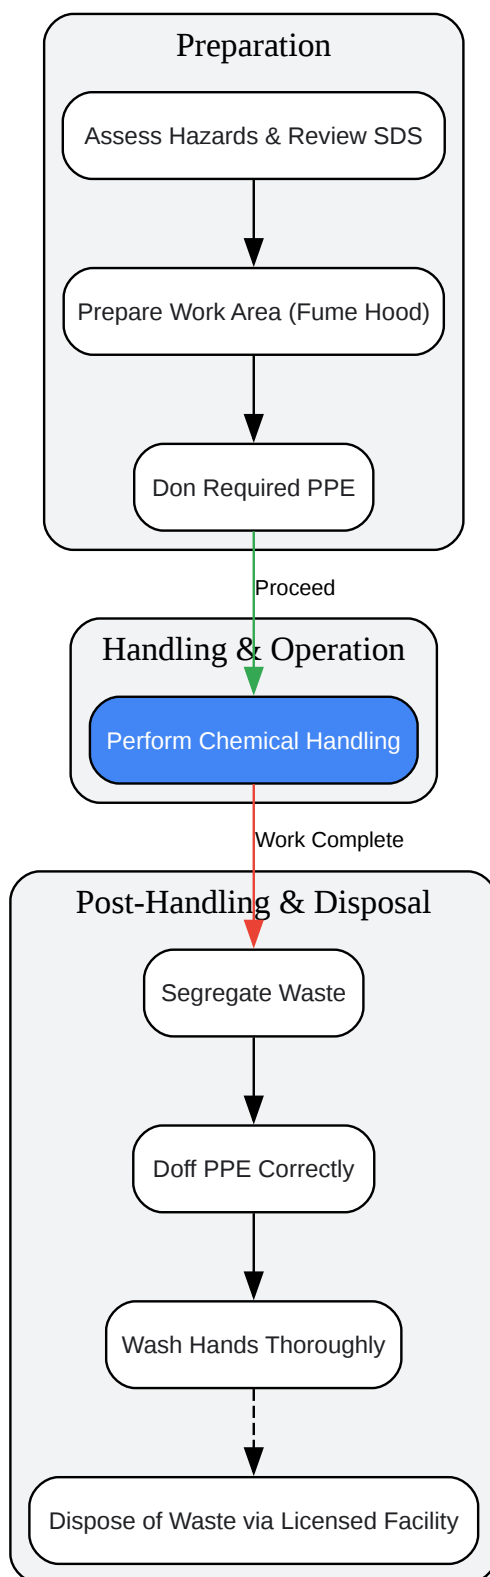 Preparation
Assess Hazards & Review SDS
Prepare Work Area (Fume Hood)
Don Required PPE
Proceed
Handling & Operation
Perform Chemical Handling
Work Complete
Post-Handling & Disposal
Segregate Waste
Doff PPE Correctly
Wash Hands Thoroughly
Dispose of Waste via Licensed Facility